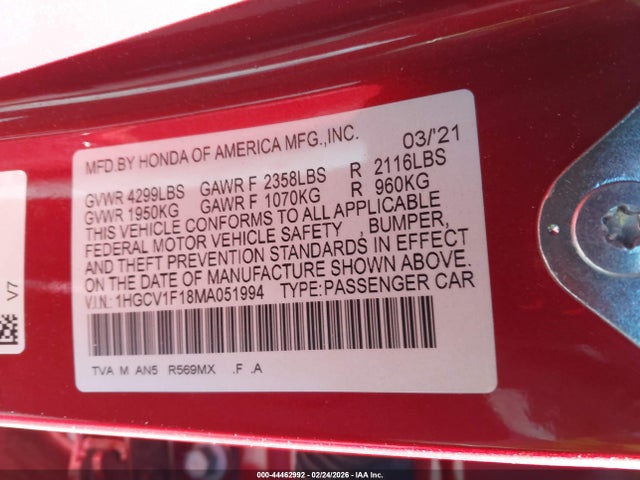 MFD.BY HONDA OF AMERICA MFG.,INC. 03/'21
GVWR 4299LBS GAWR F 2358LBS R 2116LBS
GVWR 1950KG GAWR F 1070KG R 960KG
THIS VEHICLE CONFORMS TO ALL APPLICABLE
FEDERAL MOTOR VEHICLE SAFETY , BUMPER,
AND THEFT PREVENTION STANDARDS IN EFFECT
ON THE DATE OF MANUFACTURE SHOWN ABOVE.
V.I.N.: 1HGCV1F18MA051994 TYPE:PASSENGER CAR
TVA M AN5 R569MX .F .A
V7
000-44462992 - 02/24/2026 - IAA Inc.